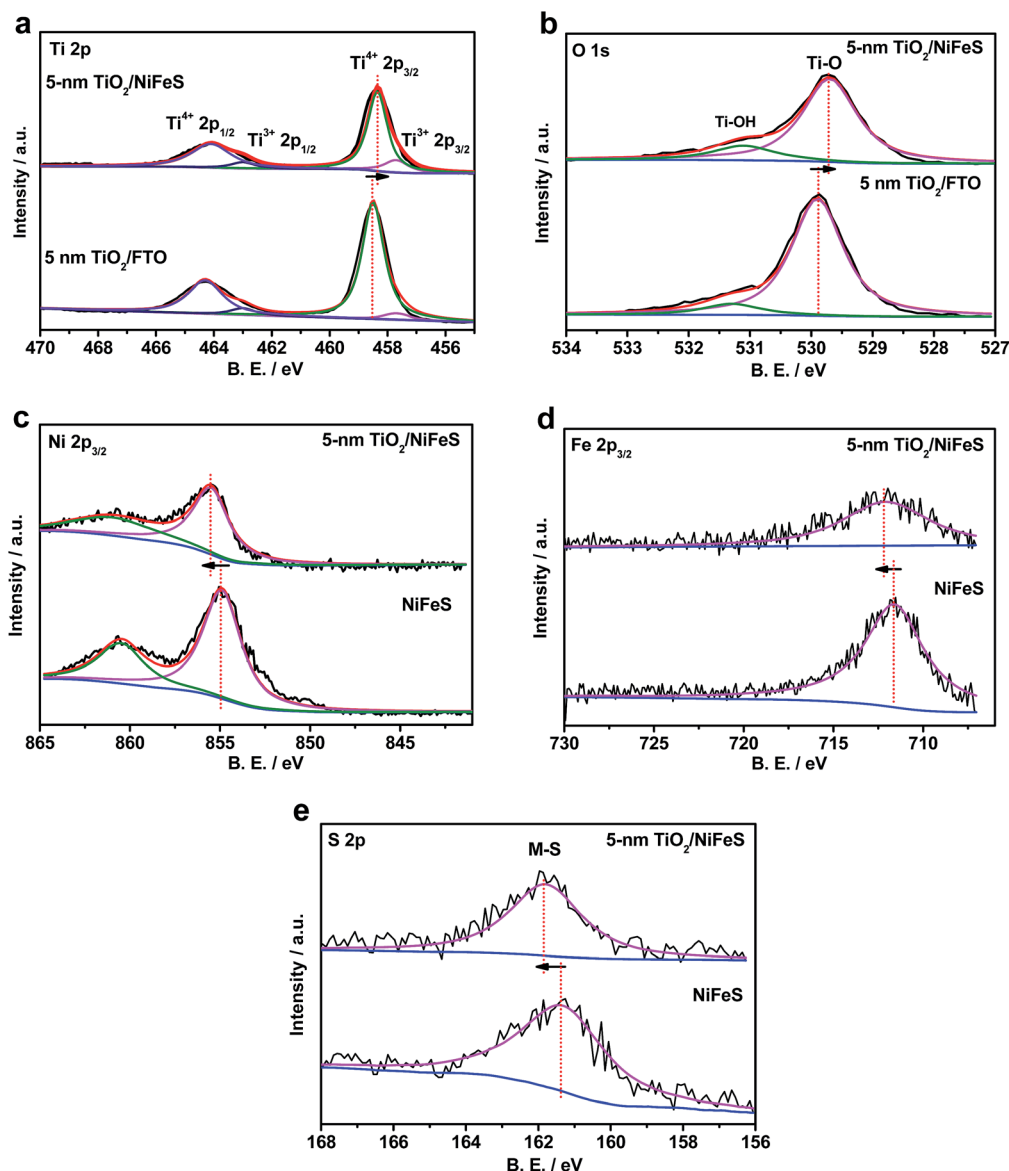 a
Ti 2p
5-nm TiO₂/NiFeS
Ti⁴⁺ 2p₁/₂
Ti³⁺ 2p₁/₂
Ti⁴⁺ 2p₃/₂
Ti³⁺ 2p₃/₂
5 nm TiO₂/FTO
Intensity / a.u.
470 468 466 464 462 460 458 456
B. E. / eV
b
O 1s
5-nm TiO₂/NiFeS
Ti-O
Ti-OH
5 nm TiO₂/FTO
Intensity / a.u.
534 533 532 531 530 529 528 527
B. E. / eV
c
Ni 2p₃/₂
5-nm TiO₂/NiFeS
NiFeS
Intensity / a.u.
865 860 855 850 845
B. E. / eV
d
Fe 2p₃/₂
5-nm TiO₂/NiFeS
NiFeS
Intensity / a.u.
730 725 720 715 710
B. E. / eV
e
S 2p
M-S
5-nm TiO₂/NiFeS
NiFeS
Intensity / a.u.
168 166 164 162 160 158 156
B. E. / eV